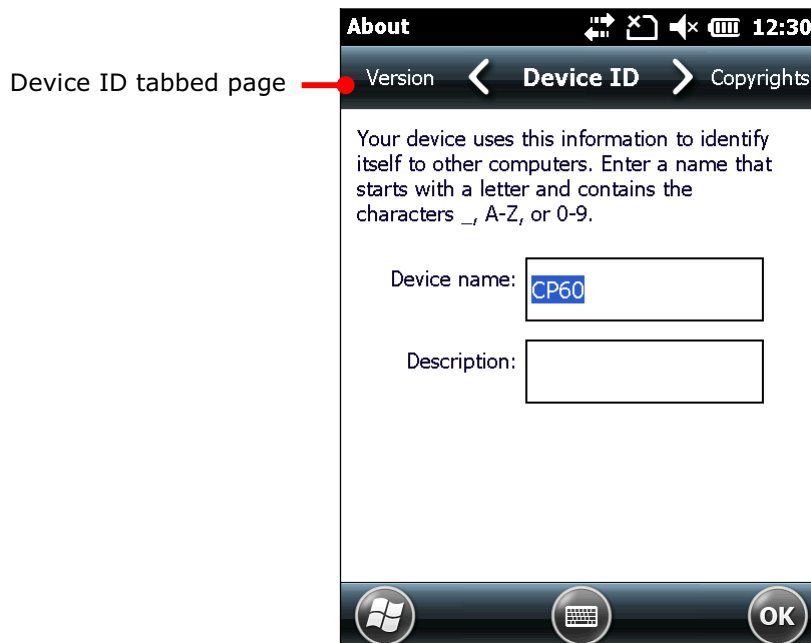 About 12:30
Device ID tabbed page
Version Device ID Copyrights
Your device uses this information to identify
itself to other computers. Enter a name that
starts with a letter and contains the
characters _, A-Z, or 0-9.
Device name: CP60
Description:
OK